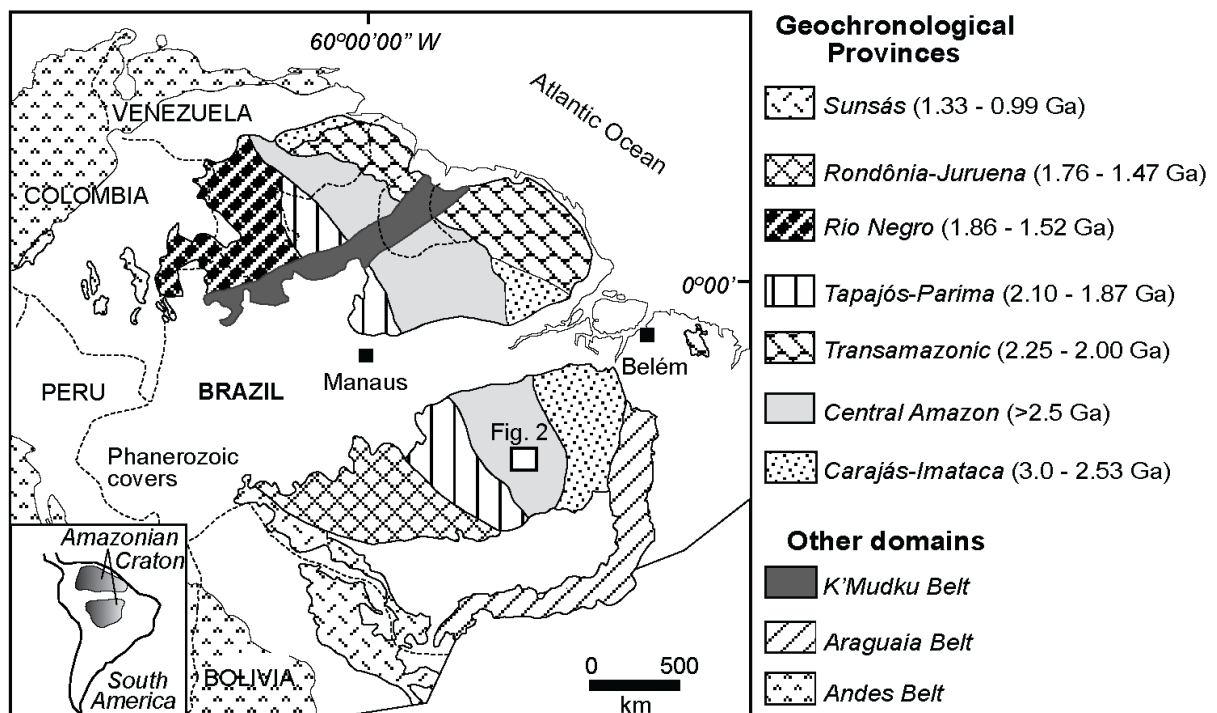 60°00'00" W
Atlantic Ocean
VENEZUELA
COLOMBIA
0°00'
PERU
BRAZIL
Manaus
Belém
Fig. 2
Phanerozoic
covers
Amazonian
Craton
South
America
BOLIVIA
0 500
km
Geochronological
Provinces
Sunsás (1.33 - 0.99 Ga)
Rondônia-Juruena (1.76 - 1.47 Ga)
Rio Negro (1.86 - 1.52 Ga)
Tapajós-Parima (2.10 - 1.87 Ga)
Transamazonic (2.25 - 2.00 Ga)
Central Amazon (>2.5 Ga)
Carajás-Imataca (3.0 - 2.53 Ga)
Other domains
K'Mudku Belt
Araguaia Belt
Andes Belt